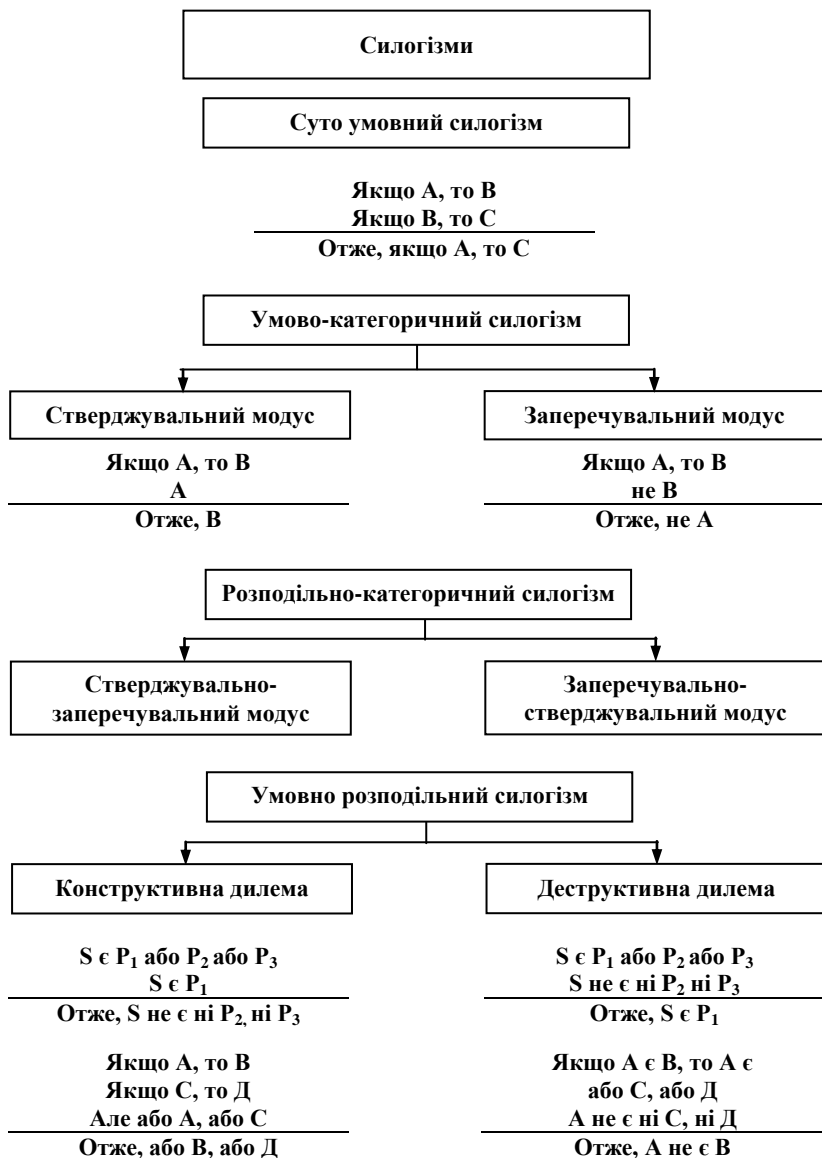 Силогізми
Суто умовний силогізм
Якщо А, то В
Якщо В, то С
Отже, якщо А, то С
Умово-категоричний силогізм
Стверджувальний модус
Якщо А, то В
А
Отже, В
Заперечувальний модус
Якщо А, то В
не В
Отже, не А
Розподільно-категоричний силогізм
Стверджувально-
заперечувальний модус
Заперечувально-
стверджувальний модус
Умовно розподільний силогізм
Конструктивна дилема
S є P₁ або P₂ або P₃
S є P₁
Отже, S не є ні P₂, ні P₃
Якщо А, то В
Якщо С, то Д
Але або А, або С
Отже, або В, або Д
Деструктивна дилема
S є P₁ або P₂ або P₃
S не є ні P₂ ні P₃
Отже, S є P₁
Якщо А є В, то А є
або С, або Д
А не є ні С, ні Д
Отже, А не є В